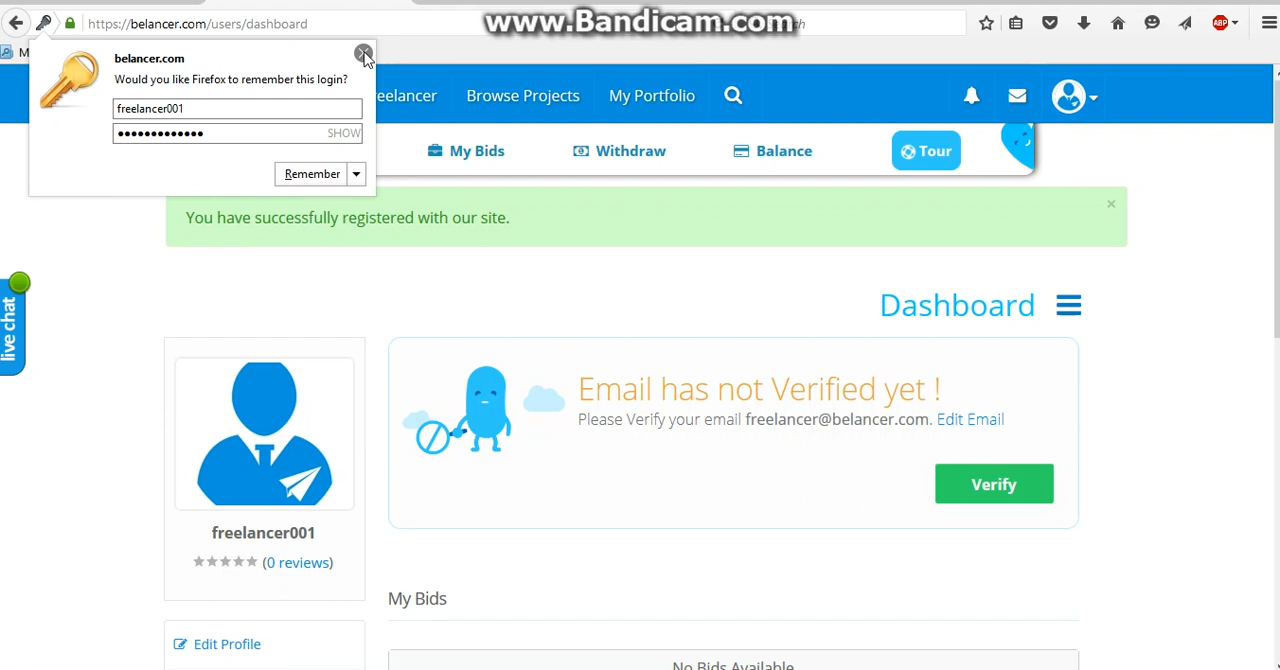 www.Bandicam.com
https://belancer.com/users/dashboard
rch
ABP
M
belancer.com
Would you like Firefox to remember this login?
freelancer001
●●●●●●●●●●●●● SHOW
Remember
reelancer Browse Projects My Portfolio
My Bids Withdraw Balance Tour
You have successfully registered with our site. ×
live chat
Dashboard
Email has not Verified yet !
Please Verify your email freelancer@belancer.com. Edit Email
Verify
freelancer001
(0 reviews)
My Bids
Edit Profile
No Bids Available